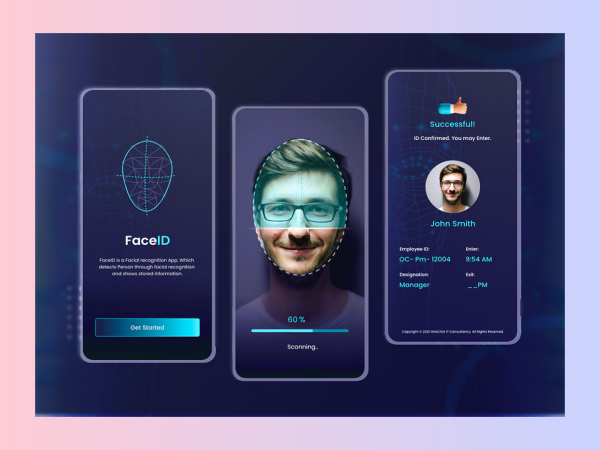 FaceID
FaceID is a Facial recognition App, Which
detects Person through facial recognition
and shows stored information.
Get Started
60%
Scanning..
Successful!
ID Confirmed. You may Enter.
John Smith
Employee ID: Enter:
OC- Pm- 12004 9:54 AM
Designation: Exit:
Manager __PM
Copyright © 2021 OneClick IT Consultancy. All Rights Reserved.